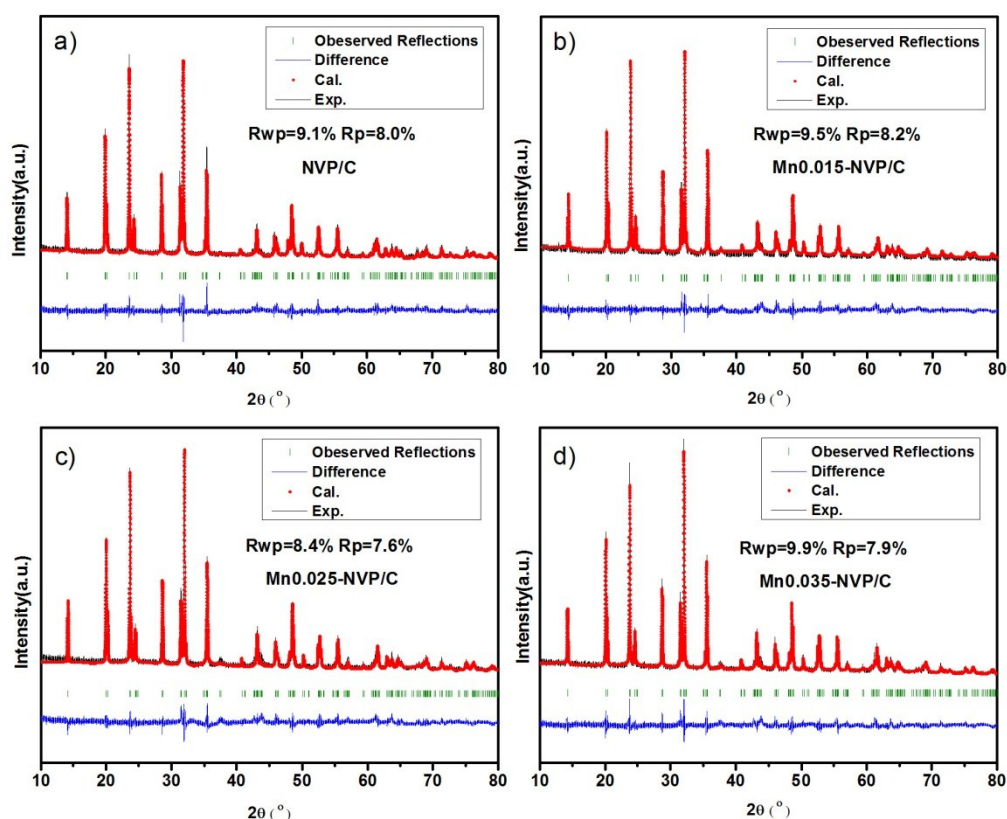 a)
Obeserved Reflections
Difference
Cal.
Exp.
Rwp=9.1% Rp=8.0%
NVP/C
Intensity(a.u.)
10 20 30 40 50 60 70 80
2θ (°)
b)
Obeserved Reflections
Difference
Cal.
Exp.
Rwp=9.5% Rp=8.2%
Mn0.015-NVP/C
Intensity(a.u.)
10 20 30 40 50 60 70 80
2θ (°)
c)
Obeserved Reflections
Difference
Cal.
Exp.
Rwp=8.4% Rp=7.6%
Mn0.025-NVP/C
Intensity(a.u.)
10 20 30 40 50 60 70 80
2θ (°)
d)
Obeserved Reflections
Difference
Cal.
Exp.
Rwp=9.9% Rp=7.9%
Mn0.035-NVP/C
Intensity(a.u.)
10 20 30 40 50 60 70 80
2θ (°)